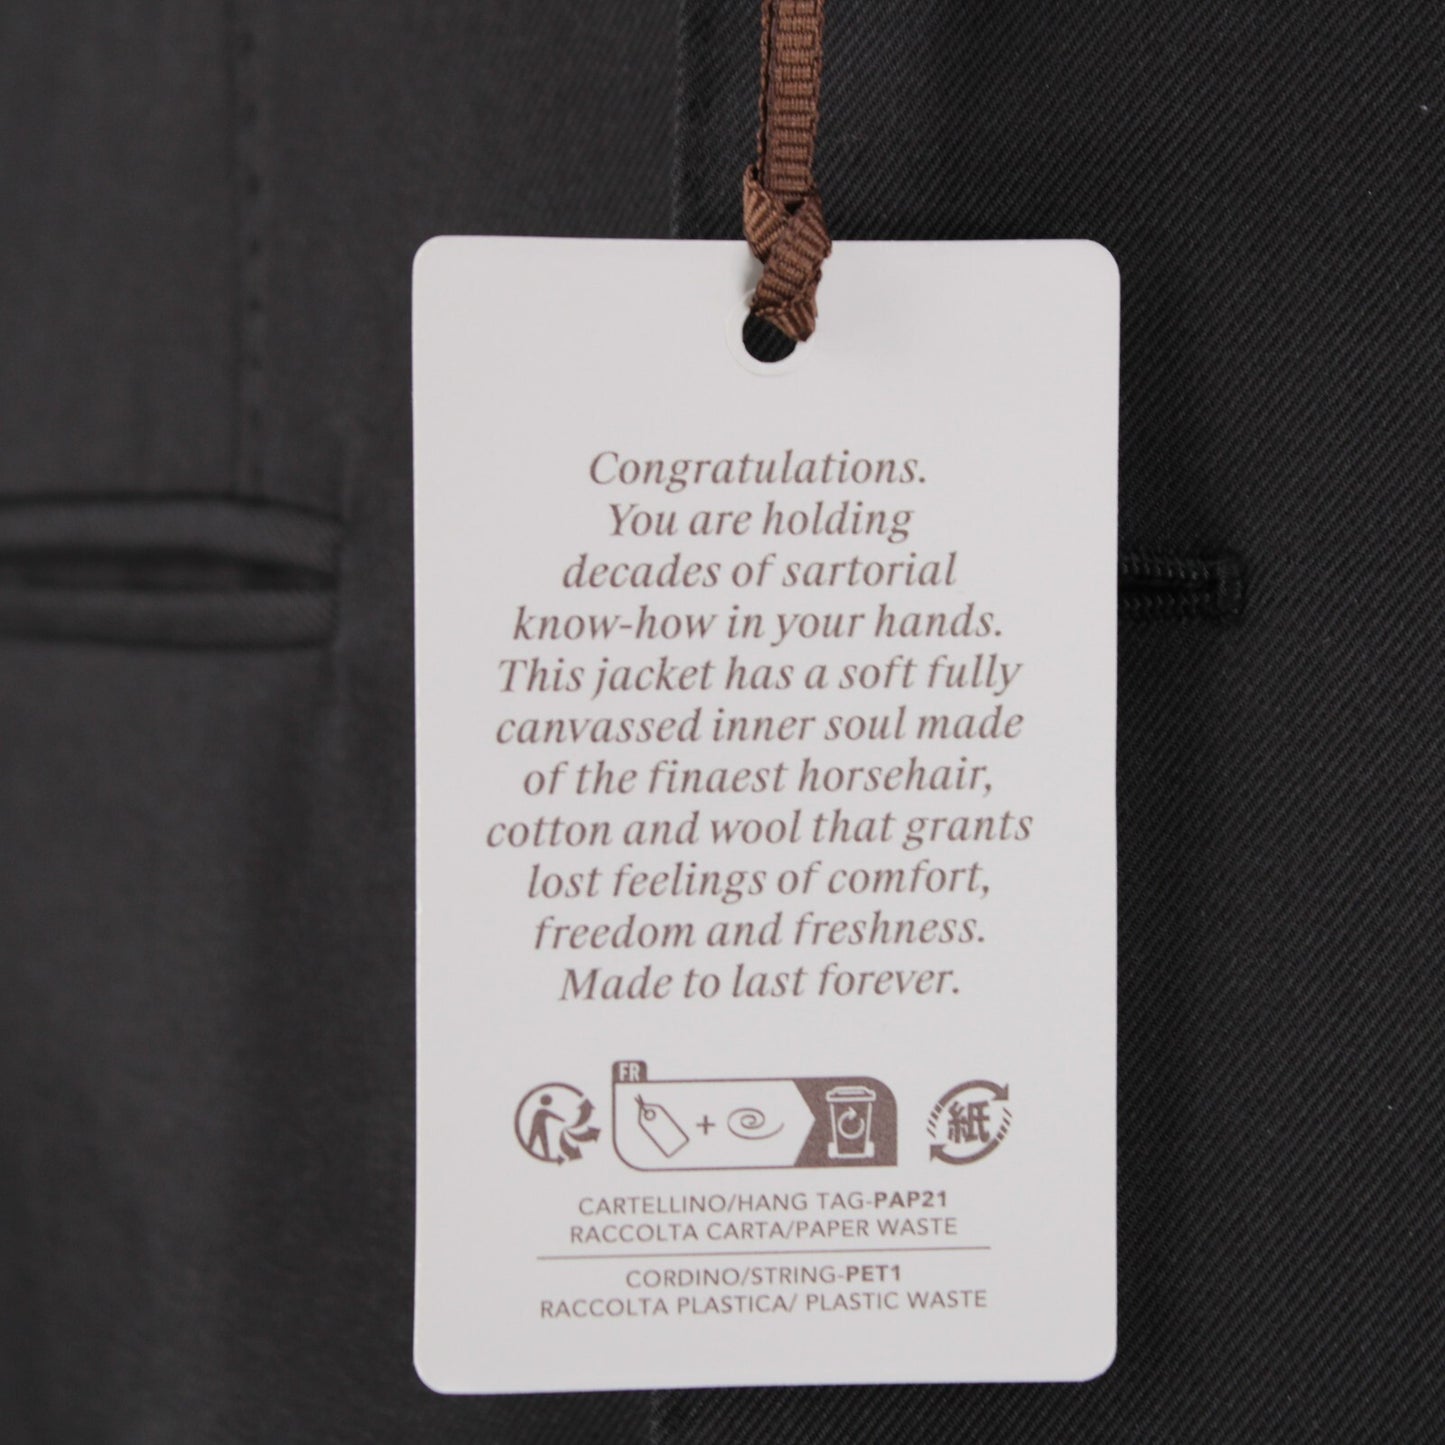 Congratulations.
You are holding
decades of sartorial
know-how in your hands.
This jacket has a soft fully
canvassed inner soul made
of the finaest horsehair,
cotton and wool that grants
lost feelings of comfort,
freedom and freshness.
Made to last forever.
FR
+
紙
CARTELLINO/HANG TAG-PAP21
RACCOLTA CARTA/PAPER WASTE
CORDINO/STRING-PET1
RACCOLTA PLASTICA/ PLASTIC WASTE